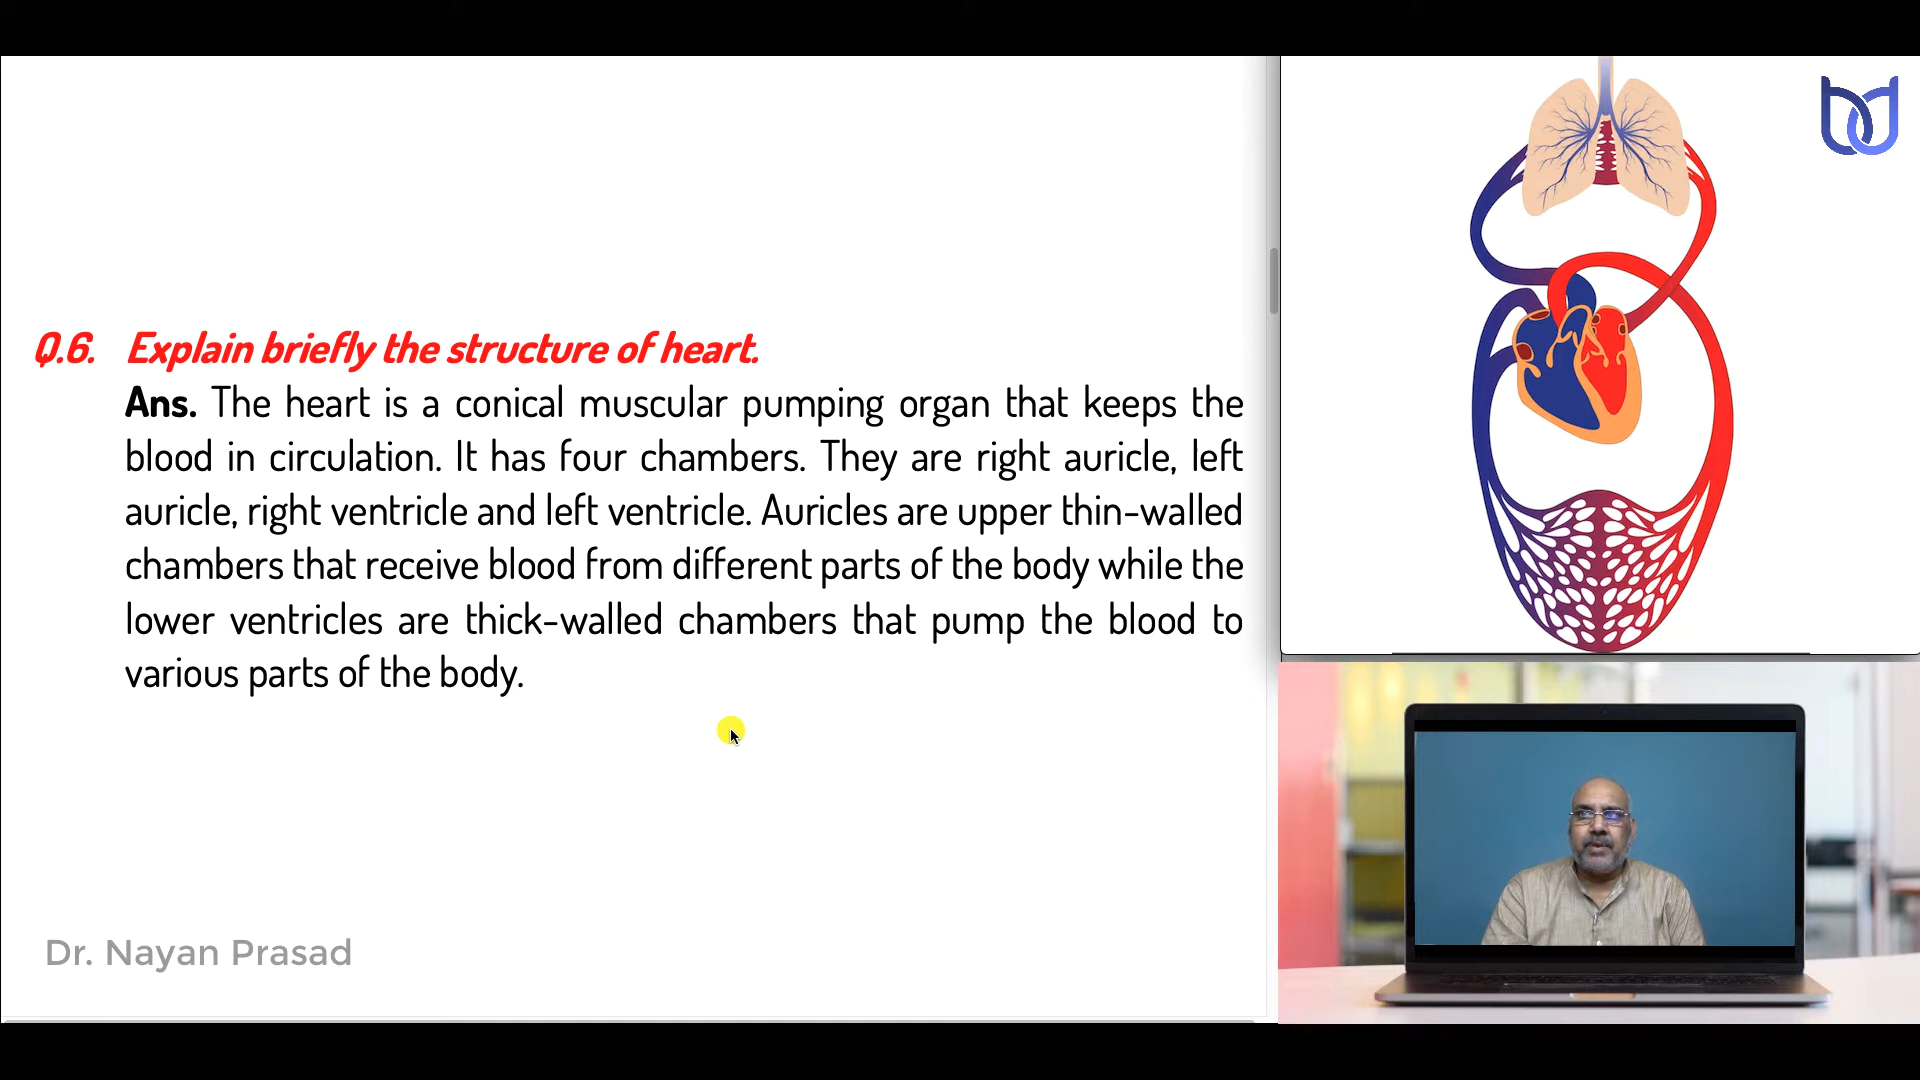 Q.6. Explain briefly the structure of heart.
Ans. The heart is a conical muscular pumping organ that keeps the
blood in circulation. It has four chambers. They are right auricle, left
auricle, right ventricle and left ventricle. Auricles are upper thin-walled
chambers that receive blood from different parts of the body while the
lower ventricles are thick-walled chambers that pump the blood to
various parts of the body.
Dr. Nayan Prasad